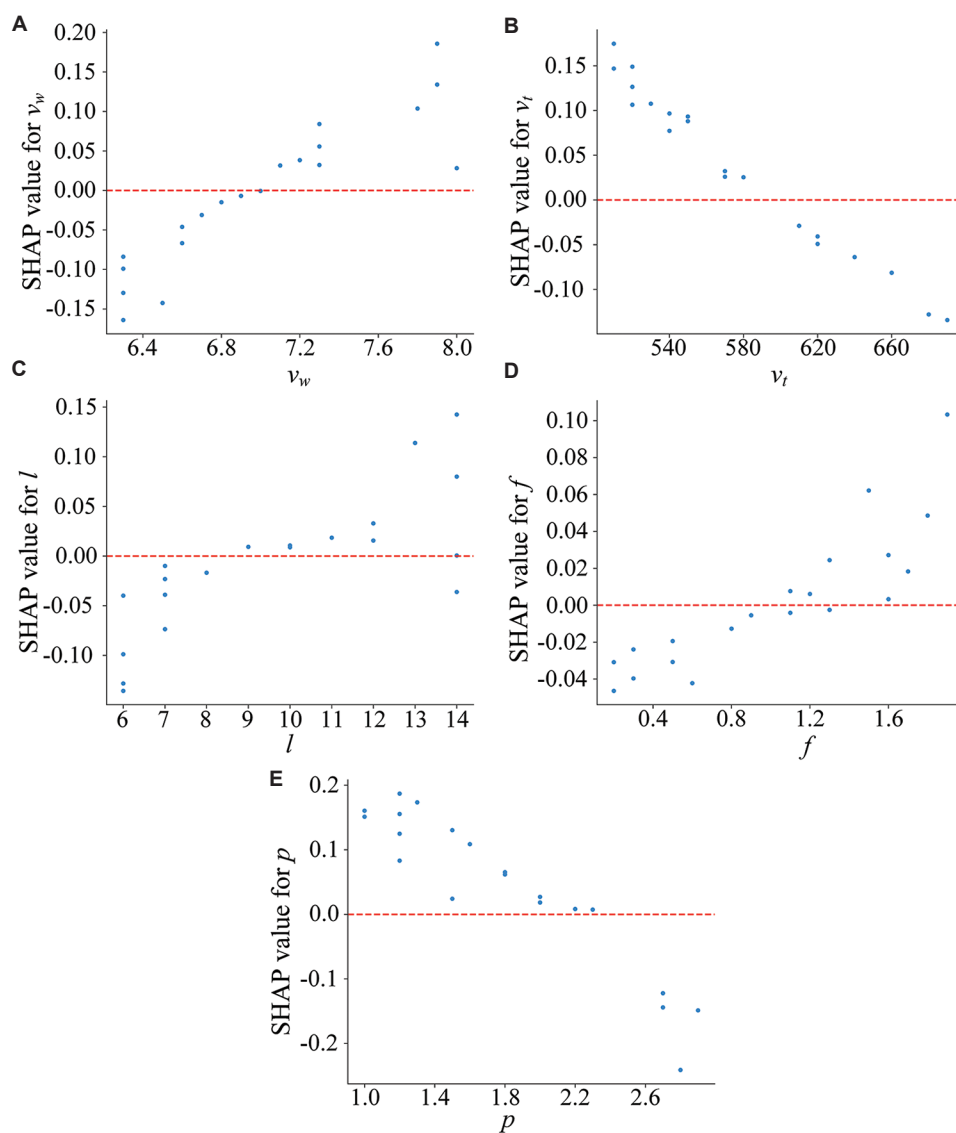 A
0.20
0.15
0.10
0.05
0.00
-0.05
-0.10
-0.15
SHAP value for v_w
6.4 6.8 7.2 7.6 8.0
v_w
B
0.15
0.10
0.05
0.00
-0.05
-0.10
SHAP value for v_t
540 580 620 660
v_t
C
0.15
0.10
0.05
0.00
-0.05
-0.10
SHAP value for l
6 7 8 9 10 11 12 13 14
l
D
0.10
0.08
0.06
0.04
0.02
0.00
-0.02
-0.04
SHAP value for f
0.4 0.8 1.2 1.6
f
E
0.2
0.1
0.0
-0.1
-0.2
SHAP value for p
1.0 1.4 1.8 2.2 2.6
p